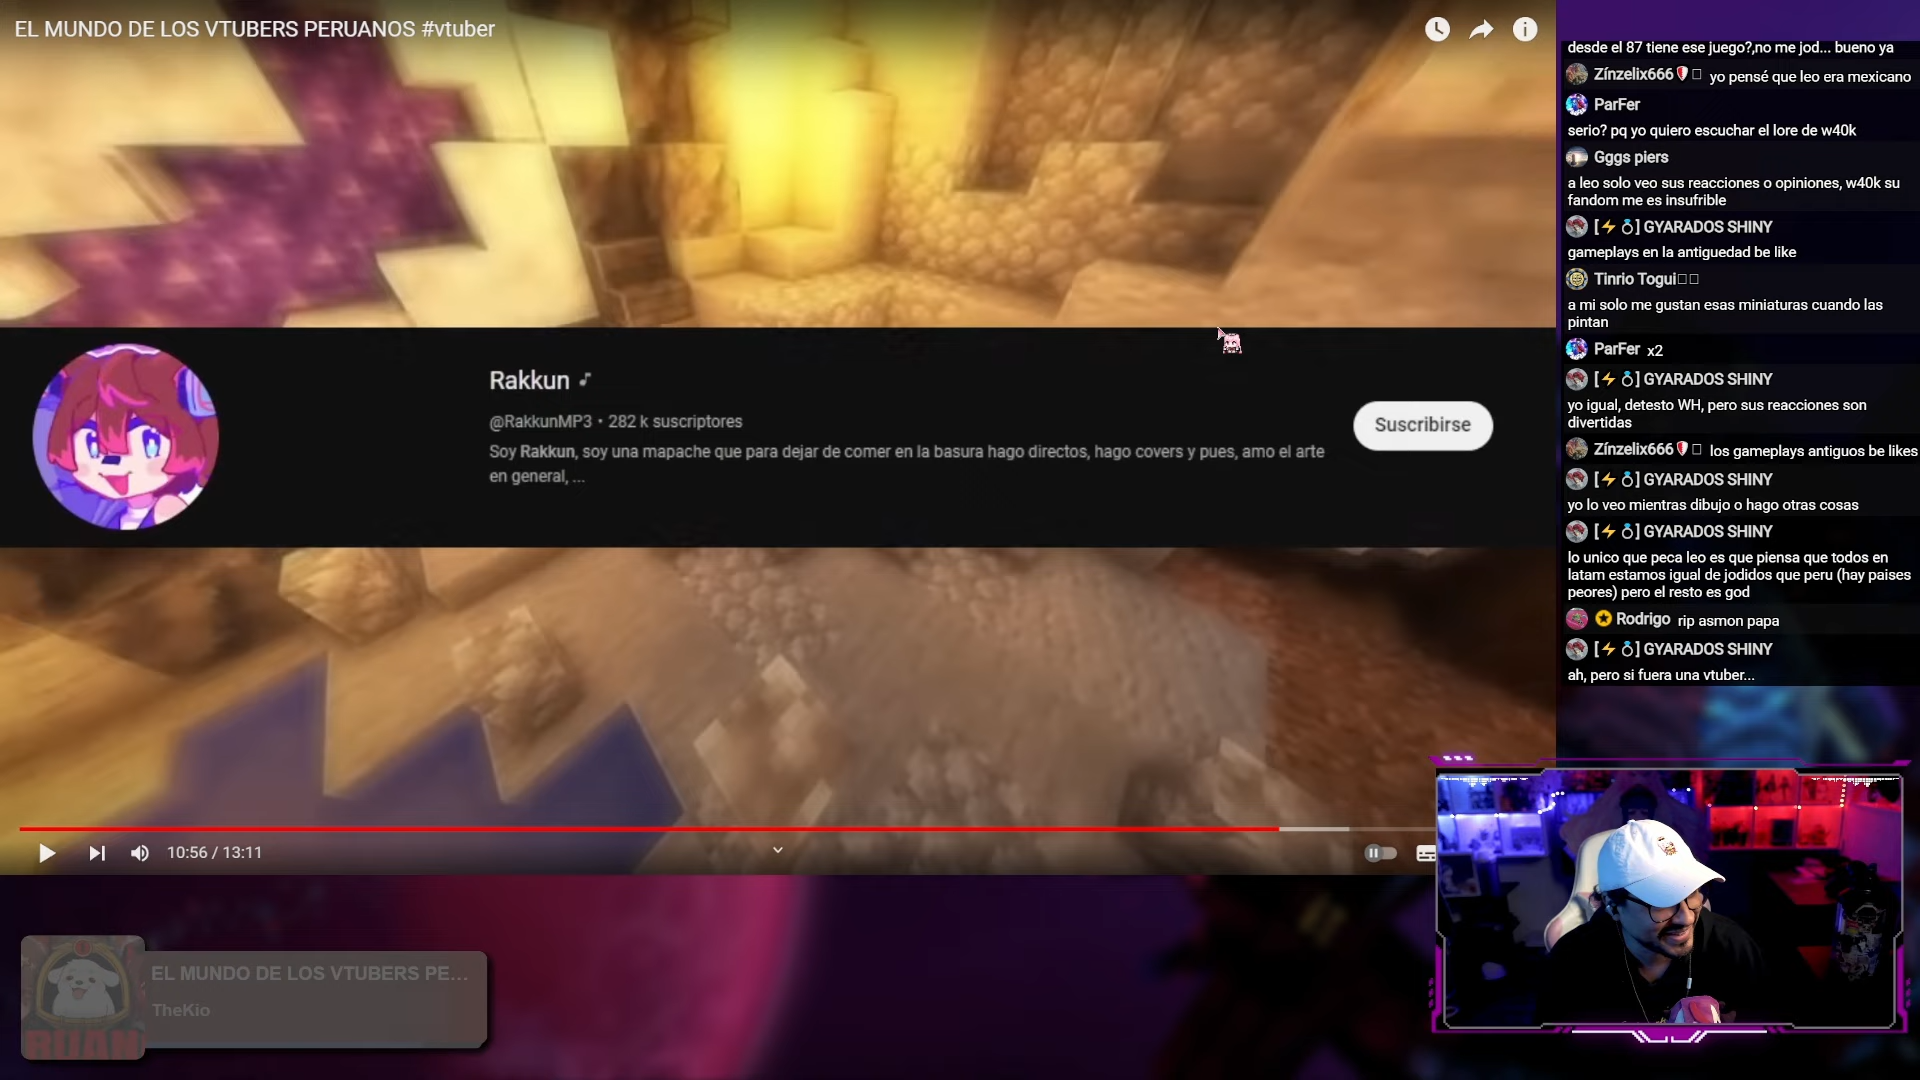 EL MUNDO DE LOS VTUBERS PERUANOS #vtuber
Rakkun
@RakkunMP3 • 282 k suscriptores
Soy Rakkun, soy una mapache que para dejar de comer en la basura hago directos, hago covers y pues, amo el arte
en general, ...
Suscribirse
10:56 / 13:11
EL MUNDO DE LOS VTUBERS PE...
TheKio
RUAN
desde el 87 tiene ese juego?,no me jod... bueno ya
Zínzelix666 yo pensé que leo era mexicano
ParFer
serio? pq yo quiero escuchar el lore de w40k
Gggs piers
a leo solo veo sus reacciones o opiniones, w40k su
fandom me es insufrible
[⚡💍] GYARADOS SHINY
gameplays en la antiguedad be like
Tinrio Togui
a mi solo me gustan esas miniaturas cuando las
pintan
ParFer x2
[⚡💍] GYARADOS SHINY
yo igual, detesto WH, pero sus reacciones son
divertidas
Zínzelix666 los gameplays antiguos be likes
[⚡💍] GYARADOS SHINY
yo lo veo mientras dibujo o hago otras cosas
[⚡💍] GYARADOS SHINY
lo unico que peca leo es que piensa que todos en
latam estamos igual de jodidos que peru (hay paises
peores) pero el resto es god
Rodrigo rip asmon papa
[⚡💍] GYARADOS SHINY
ah, pero si fuera una vtuber...